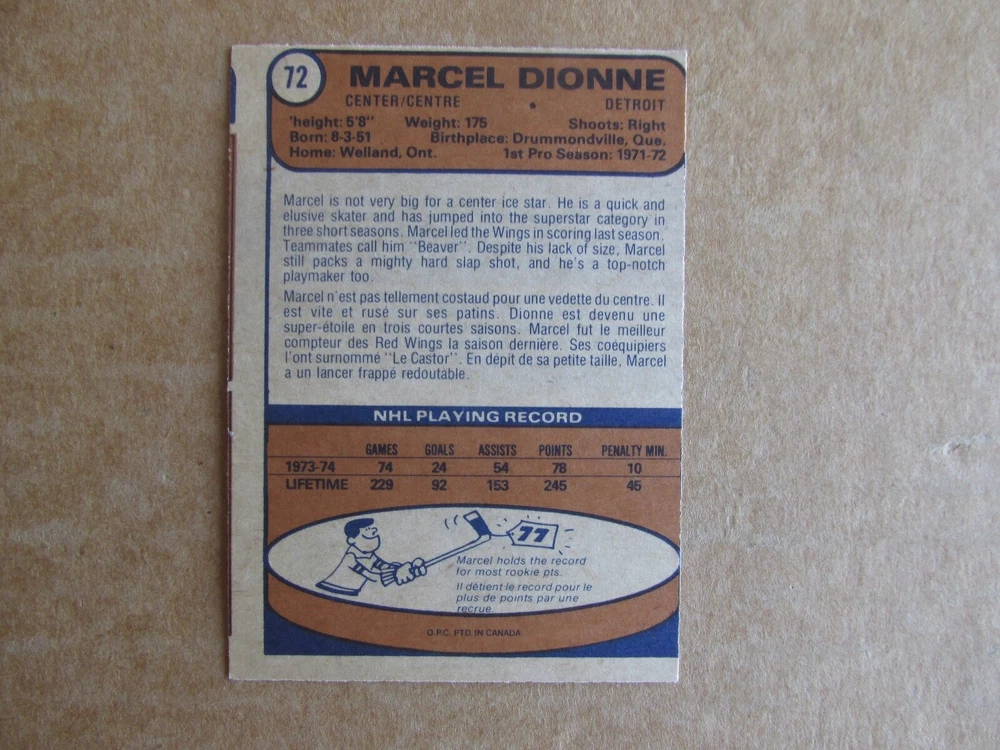 72
MARCEL DIONNE
CENTER/CENTRE • DETROIT
'height: 5'8" Weight: 175 Shoots: Right
Born: 8-3-51 Birthplace: Drummondville, Que.
Home: Welland, Ont. 1st Pro Season: 1971-72
Marcel is not very big for a center ice star. He is a quick and
elusive skater and has jumped into the superstar category in
three short seasons. Marcel led the Wings in scoring last season.
Teammates call him "Beaver". Despite his lack of size, Marcel
still packs a mighty hard slap shot, and he's a top-notch
playmaker too.
Marcel n'est pas tellement costaud pour une vedette du centre. Il
est vite et rusé sur ses patins. Dionne est devenu une
super-étoile en trois courtes saisons. Marcel fut le meilleur
compteur des Red Wings la saison dernière. Ses coéquipiers
l'ont surnommé "Le Castor". En dépit de sa petite taille, Marcel
a un lancer frappé redoutable.
NHL PLAYING RECORD
GAMES GOALS ASSISTS POINTS PENALTY MIN.
1973-74 74 24 54 78 10
LIFETIME 229 92 153 245 45
77
Marcel holds the record
for most rookie pts.
Il détient le record pour le
plus de points par une
recrue.
O.P.C. PTD. IN CANADA